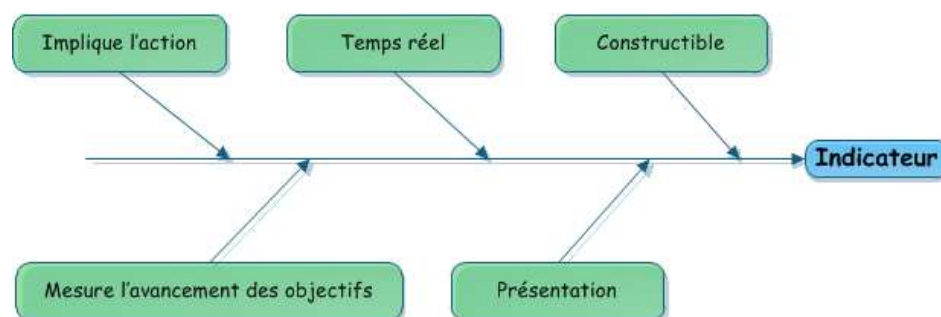 Implique l'action
Temps réel
Constructible
Indicateur
Mesure l'avancement des objectifs
Présentation